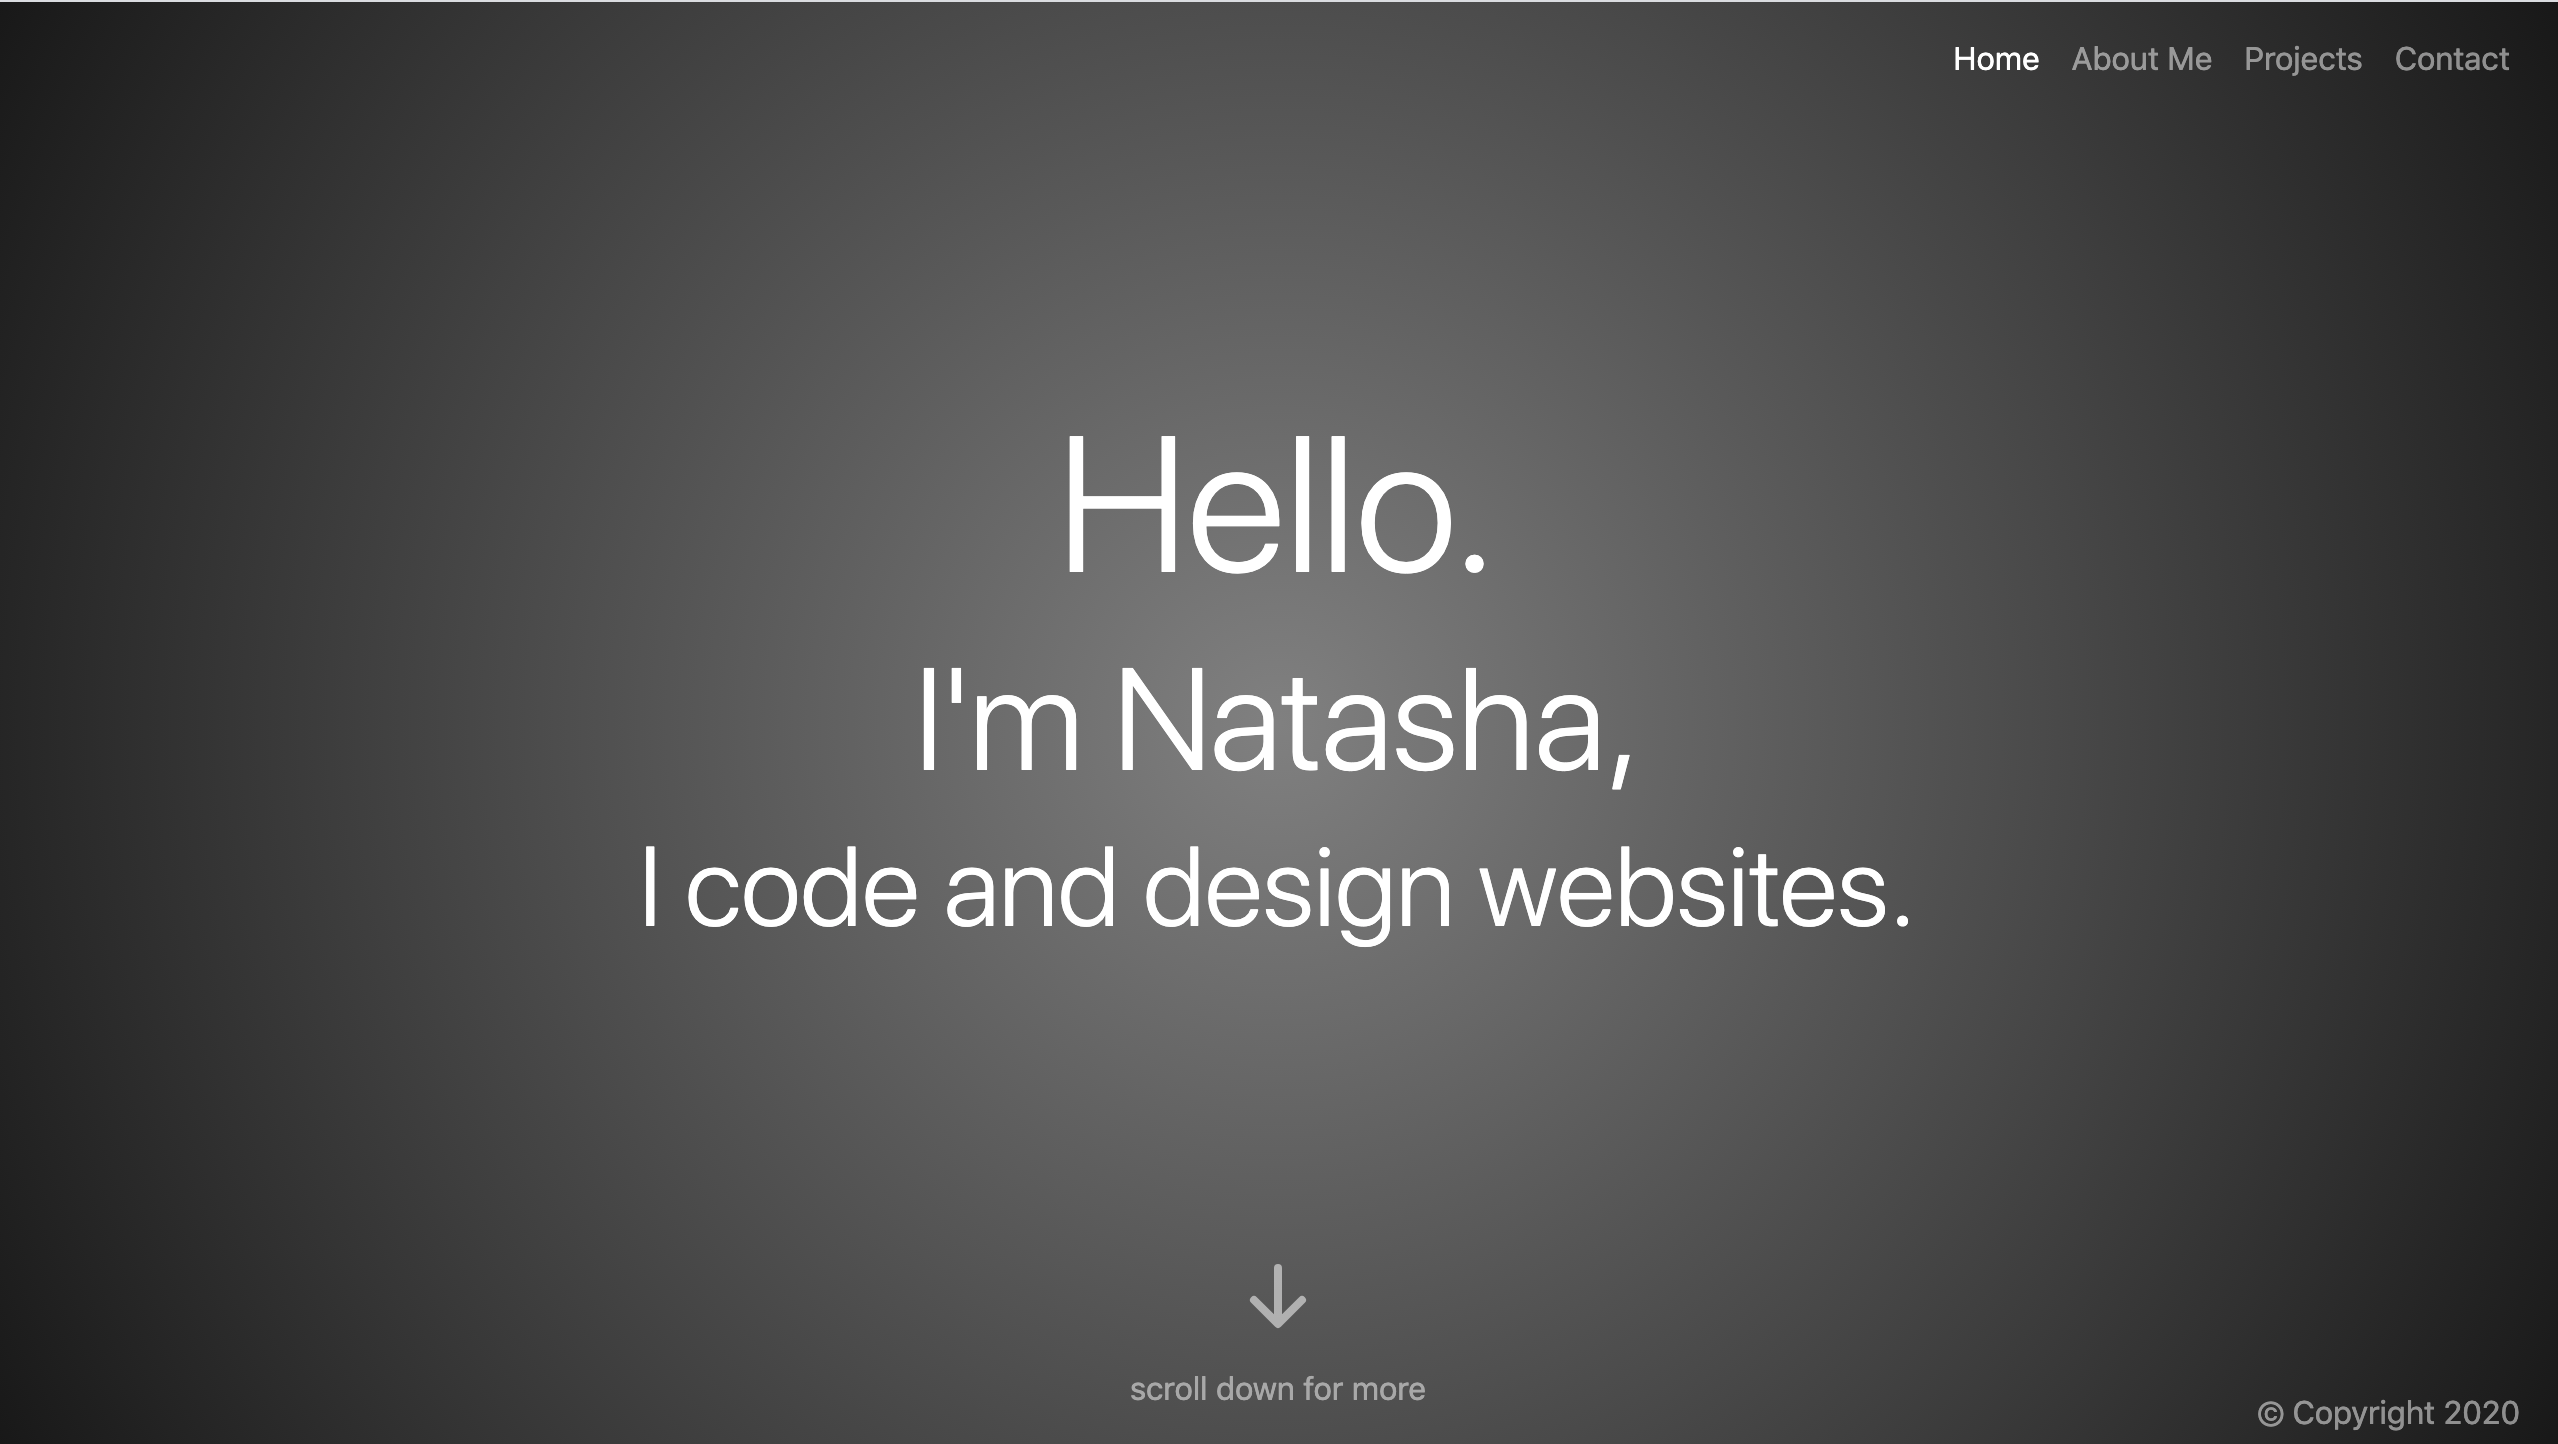 Home About Me Projects Contact
Hello.
I'm Natasha,
I code and design websites.
scroll down for more
© Copyright 2020